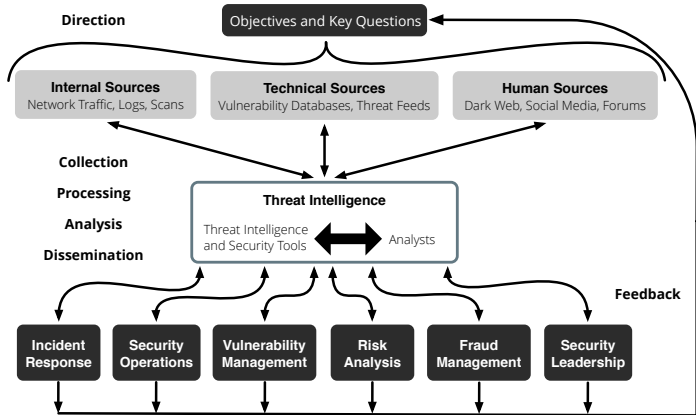 Direction
Objectives and Key Questions
Internal Sources
Network Traffic, Logs, Scans
Technical Sources
Vulnerability Databases, Threat Feeds
Human Sources
Dark Web, Social Media, Forums
Collection
Processing
Analysis
Dissemination
Threat Intelligence
Threat Intelligence
and Security Tools
Analysts
Feedback
Incident
Response
Security
Operations
Vulnerability
Management
Risk
Analysis
Fraud
Management
Security
Leadership